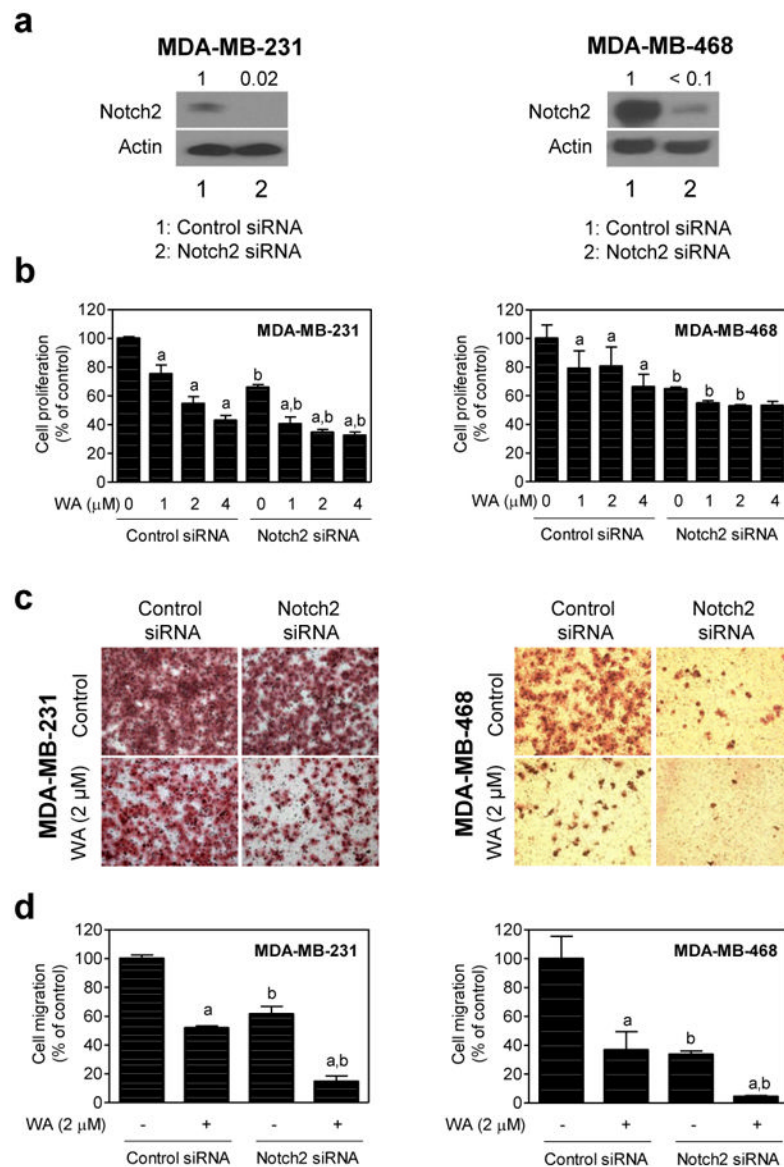 a
MDA-MB-231
1 0.02
Notch2
Actin
1 2
1: Control siRNA
2: Notch2 siRNA
MDA-MB-468
1 < 0.1
Notch2
Actin
1 2
1: Control siRNA
2: Notch2 siRNA
b
MDA-MB-231
Cell proliferation
(% of control)
120
100
80
60
40
20
0
a
a
a
b
a,b
a,b
a,b
WA (μM) 0 1 2 4 0 1 2 4
Control siRNA Notch2 siRNA
MDA-MB-468
Cell proliferation
(% of control)
120
100
80
60
40
20
0
a
a
a
b
b
b
WA (μM) 0 1 2 4 0 1 2 4
Control siRNA Notch2 siRNA
c
Control
siRNA
Notch2
siRNA
MDA-MB-231
Control
WA (2 μM)
Control
siRNA
Notch2
siRNA
MDA-MB-468
Control
WA (2 μM)
d
MDA-MB-231
Cell migration
(% of control)
120
100
80
60
40
20
0
a
b
a,b
WA (2 μM) - + - +
Control siRNA Notch2 siRNA
MDA-MB-468
Cell migration
(% of control)
120
100
80
60
40
20
0
a
b
a,b
WA (2 μM) - + - +
Control siRNA Notch2 siRNA